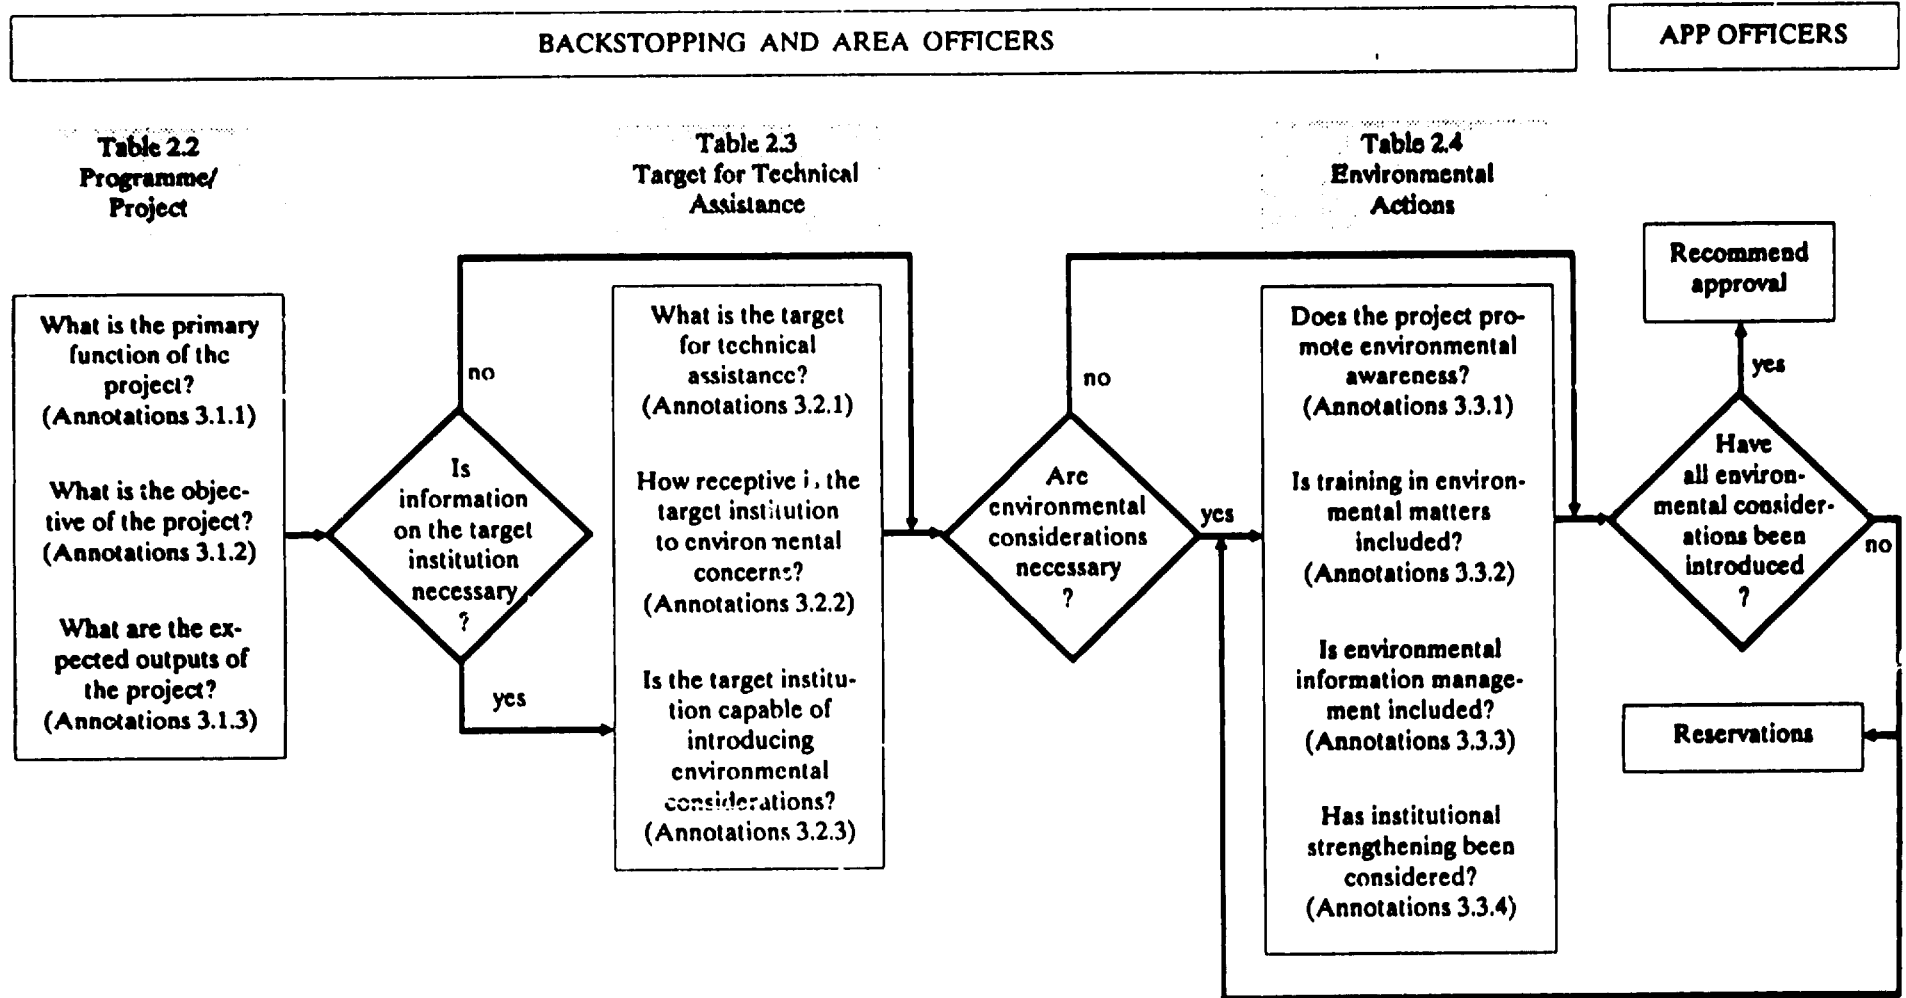 BACKSTOPPING AND AREA OFFICERS
APP OFFICERS
Table 2.2
Programme/
Project
What is the primary
function of the
project?
(Annotations 3.1.1)
What is the objec-
tive of the project?
(Annotations 3.1.2)
What are the ex-
pected outputs of
the project?
(Annotations 3.1.3)
no
Is
information
on the target
institution
necessary
?
yes
Table 2.3
Target for Technical
Assistance
What is the target
for technical
assistance?
(Annotations 3.2.1)
How receptive is the
target institution
to environmental
concerns?
(Annotations 3.2.2)
Is the target institu-
tion capable of
introducing
environmental
considerations?
(Annotations 3.2.3)
no
Are
environmental
considerations
necessary
?
yes
Table 2.4
Environmental
Actions
Does the project pro-
mote environmental
awareness?
(Annotations 3.3.1)
Is training in environ-
mental matters
included?
(Annotations 3.3.2)
Is environmental
information manage-
ment included?
(Annotations 3.3.3)
Has institutional
strengthening been
considered?
(Annotations 3.3.4)
Recommend
approval
yes
Have
all environ-
mental consider-
ations been
introduced
?
no
Reservations